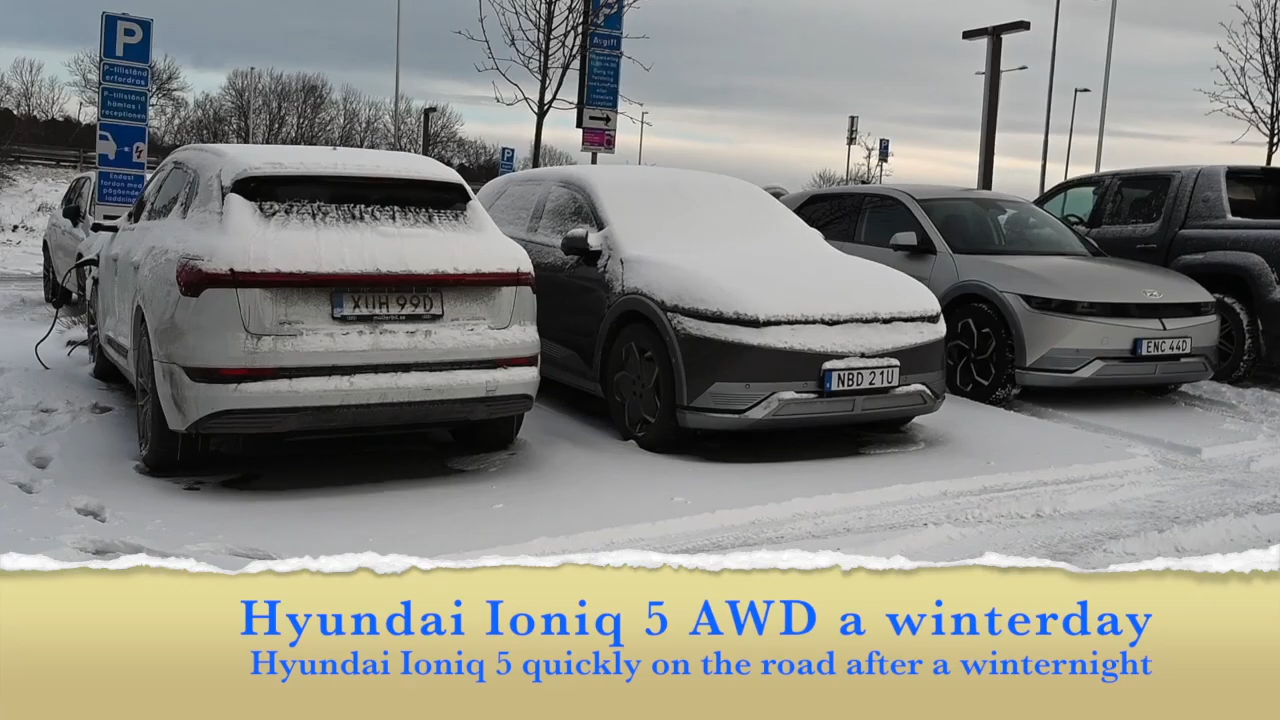 P
P-tillstånd
erfordras
P-tillstånd
hämtas i
receptionen
Endast
fordon med
pågående
laddning
P
Avgift
P
P
XUH 99D
NBD 21U
ENC 44D
Hyundai Ioniq 5 AWD a winterday
Hyundai Ioniq 5 quickly on the road after a winternight